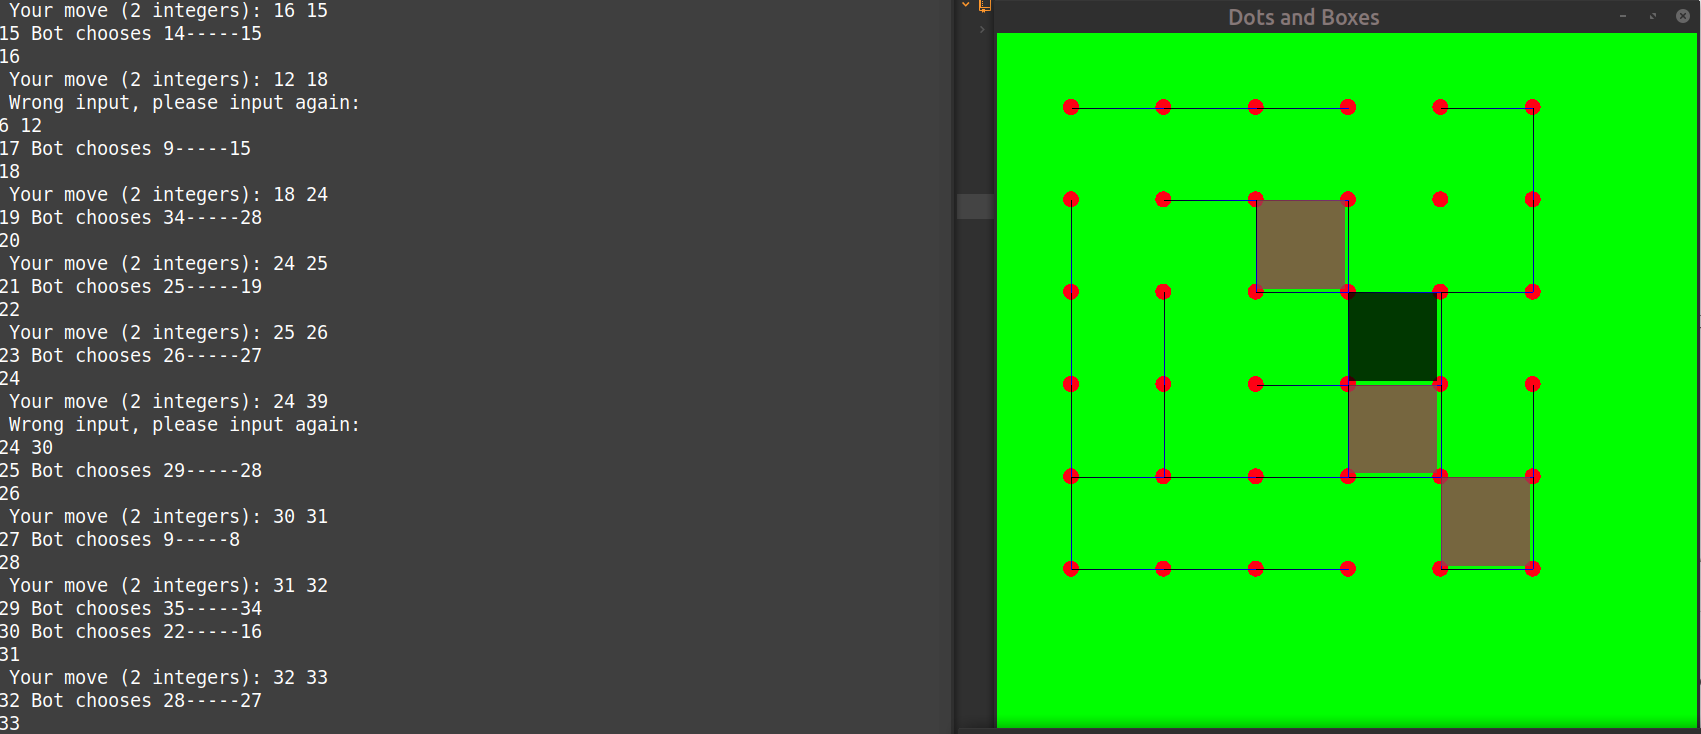 Your move (2 integers): 16 15
15 Bot chooses 14-----15
16
Your move (2 integers): 12 18
Wrong input, please input again:
6 12
17 Bot chooses 9-----15
18
Your move (2 integers): 18 24
19 Bot chooses 34-----28
20
Your move (2 integers): 24 25
21 Bot chooses 25-----19
22
Your move (2 integers): 25 26
23 Bot chooses 26-----27
24
Your move (2 integers): 24 39
Wrong input, please input again:
24 30
25 Bot chooses 29-----28
26
Your move (2 integers): 30 31
27 Bot chooses 9-----8
28
Your move (2 integers): 31 32
29 Bot chooses 35-----34
30 Bot chooses 22-----16
31
Your move (2 integers): 32 33
32 Bot chooses 28-----27
33
Dots and Boxes